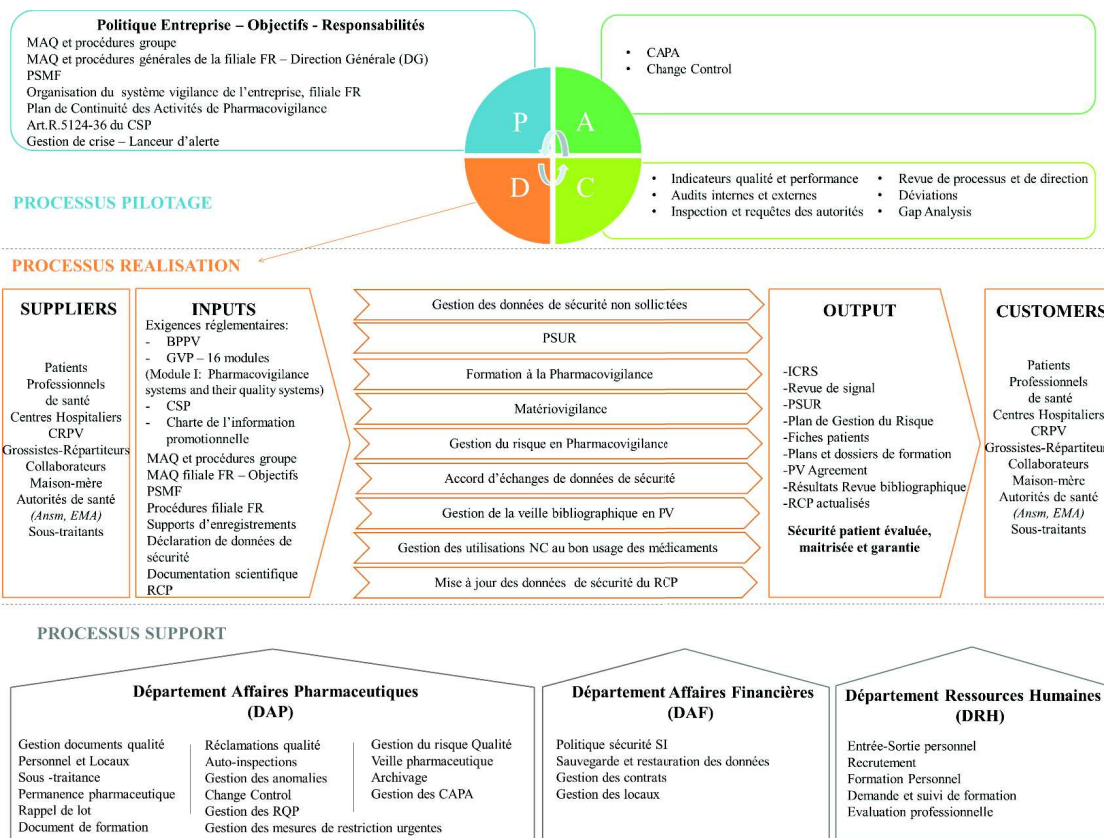 Politique Entreprise – Objectifs - Responsabilités
MAQ et procédures groupe
MAQ et procédures générales de la filiale FR – Direction Générale (DG)
PSMF
Organisation du système vigilance de l'entreprise, filiale FR
Plan de Continuité des Activités de Pharmacovigilance
Art.R.5124-36 du CSP
Gestion de crise – Lanceur d'alerte
• CAPA
• Change Control
P
A
D
C
• Indicateurs qualité et performance
• Audits internes et externes
• Inspection et requêtes des autorités
• Revue de processus et de direction
• Déviations
• Gap Analysis
PROCESSUS PILOTAGE
PROCESSUS REALISATION
SUPPLIERS
Patients
Professionnels
de santé
Centres Hospitaliers
CRPV
Grossistes-Répartiteurs
Collaborateurs
Maison-mère
Autorités de santé
(Ansm, EMA)
Sous-traitants
INPUTS
Exigences réglementaires:
- BPPV
- GVP – 16 modules
(Module I: Pharmacovigilance
systems and their quality systems)
- CSP
- Charte de l'information
promotionnelle
MAQ et procédures groupe
MAQ filiale FR – Objectifs
PSMF
Procédures filiale FR
Supports d'enregistrements
Déclaration de données de
sécurité
Documentation scientifique
RCP
Gestion des données de sécurité non sollicitées
PSUR
Formation à la Pharmacovigilance
Matériovigilance
Gestion du risque en Pharmacovigilance
Accord d'échanges de données de sécurité
Gestion de la veille bibliographique en PV
Gestion des utilisations NC au bon usage des médicaments
Mise à jour des données de sécurité du RCP
OUTPUT
-ICRS
-Revue de signal
-PSUR
-Plan de Gestion du Risque
-Fiches patients
-Plans et dossiers de formation
-PV Agreement
-Résultats Revue bibliographique
-RCP actualisés
Sécurité patient évaluée,
maitrisée et garantie
CUSTOMERS
Patients
Professionnels
de santé
Centres Hospitaliers
CRPV
Grossistes-Répartiteurs
Collaborateurs
Maison-mère
Autorités de santé
(Ansm, EMA)
Sous-traitants
PROCESSUS SUPPORT
Département Affaires Pharmaceutiques
(DAP)
Gestion documents qualité
Personnel et Locaux
Sous -traitance
Permanence pharmaceutique
Rappel de lot
Document de formation
Réclamations qualité
Auto-inspections
Gestion des anomalies
Change Control
Gestion des RQP
Gestion des mesures de restriction urgentes
Gestion du risque Qualité
Veille pharmaceutique
Archivage
Gestion des CAPA
Département Affaires Financières
(DAF)
Politique sécurité SI
Sauvegarde et restauration des données
Gestion des contrats
Gestion des locaux
Département Ressources Humaines
(DRH)
Entrée-Sortie personnel
Recrutement
Formation Personnel
Demande et suivi de formation
Evaluation professionnelle